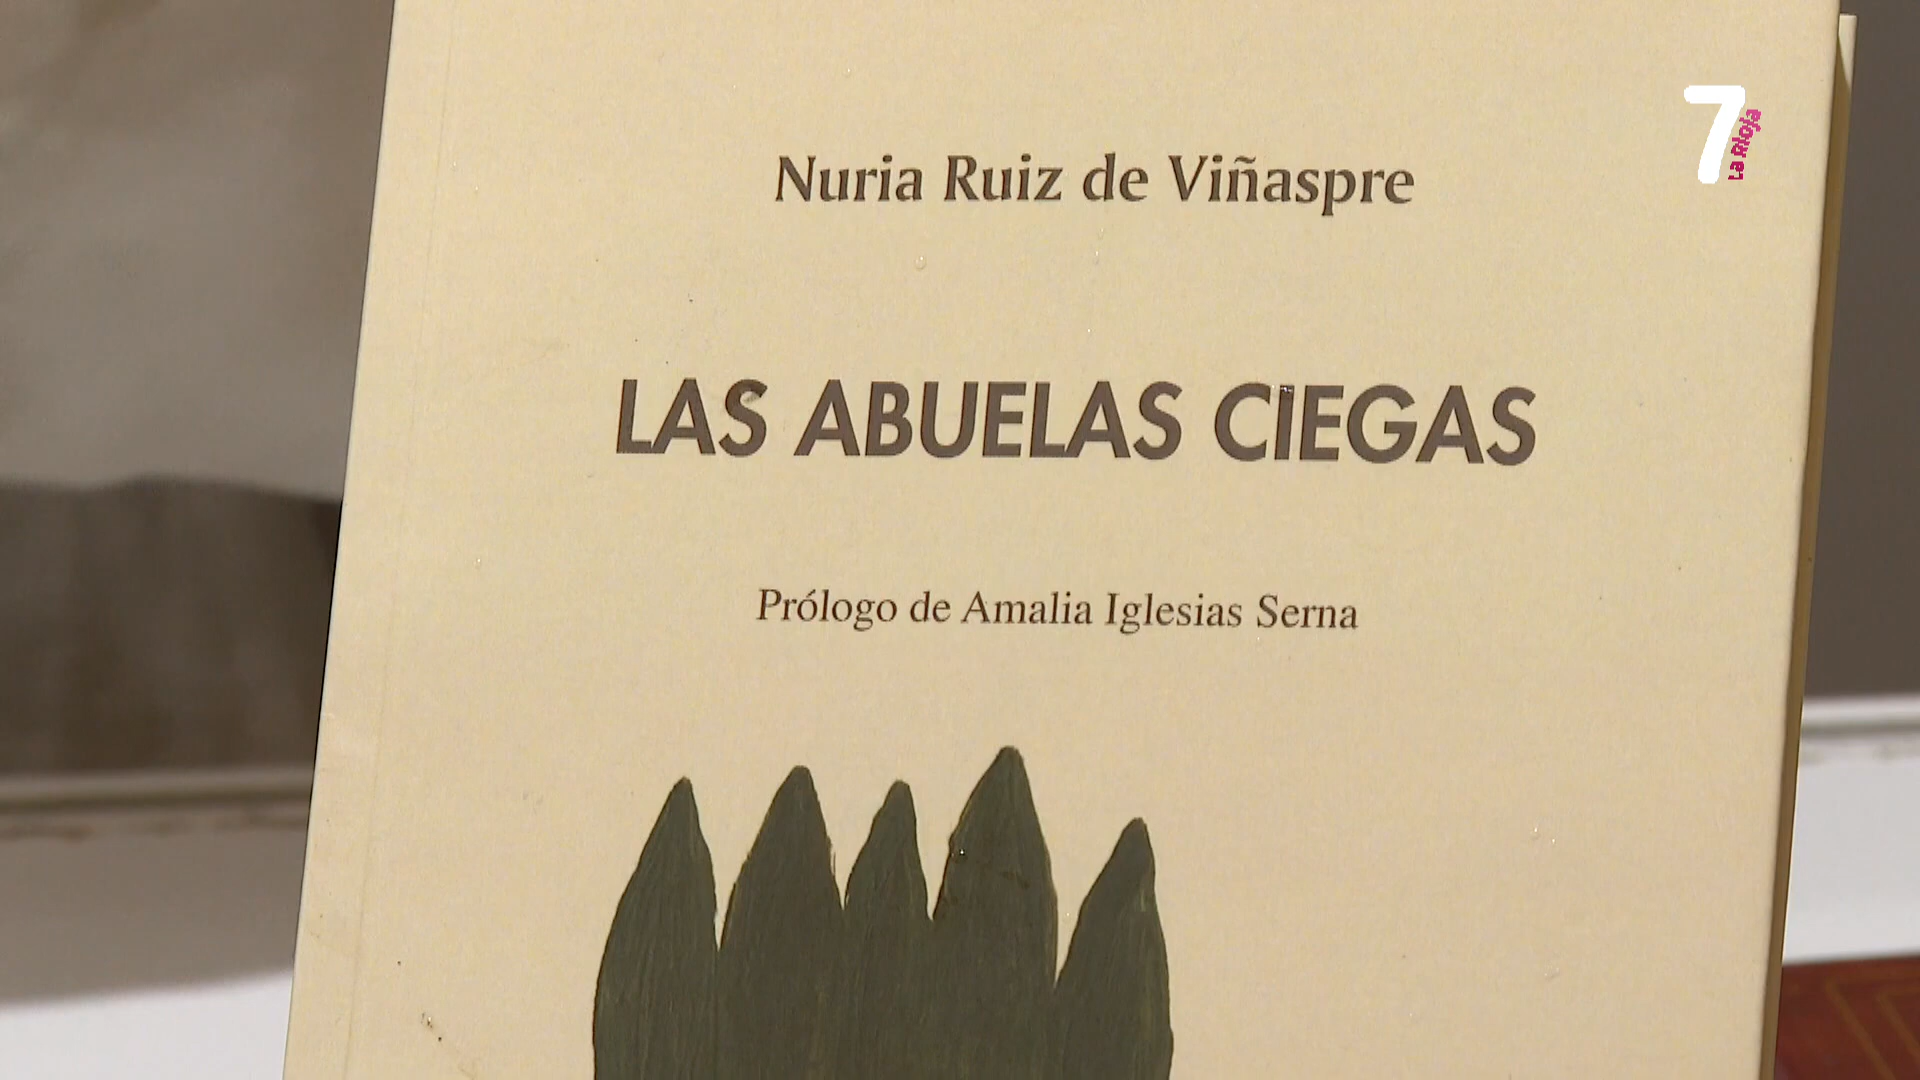 Nuria Ruiz de Viñaspre
7
La Rioja
LAS ABUELAS CIEGAS
Prólogo de Amalia Iglesias Serna